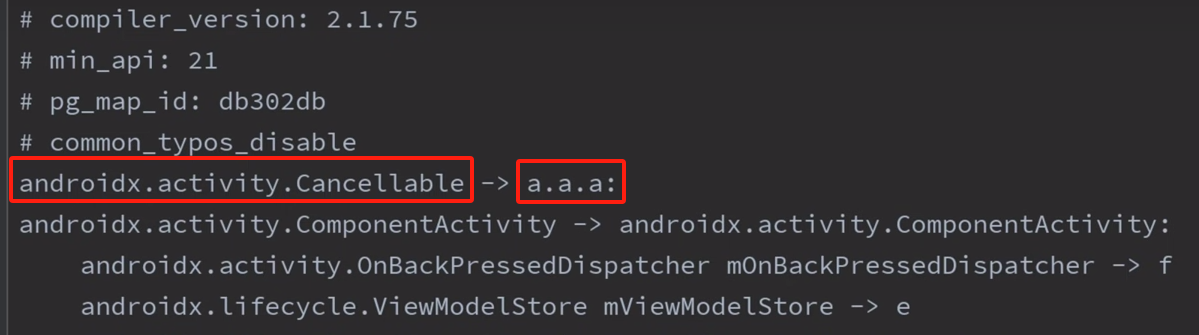 # compiler_version: 2.1.75
# min_api: 21
# pg_map_id: db302db
# common_typos_disable
androidx.activity.Cancellable -> a.a.a:
androidx.activity.ComponentActivity -> androidx.activity.ComponentActivity:
    androidx.activity.OnBackPressedDispatcher mOnBackPressedDispatcher -> f
    androidx.lifecycle.ViewModelStore mViewModelStore -> e